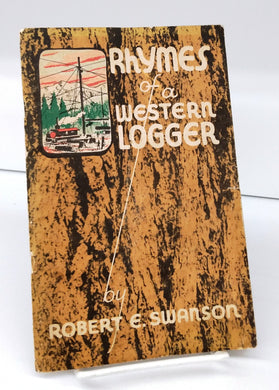 RHYMES
of a
WESTERN
LOGGER
by
ROBERT E. SWANSON